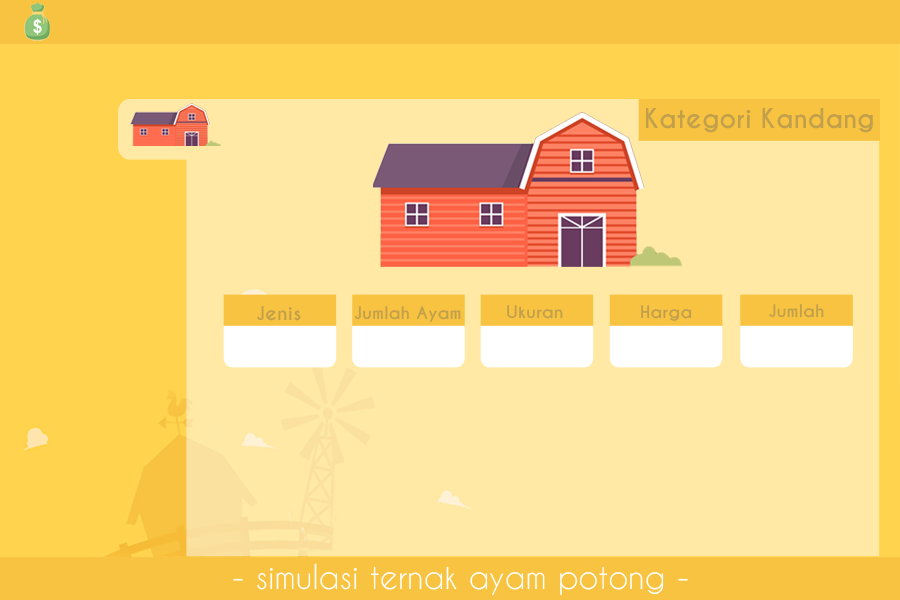 $
Kategori Kandang
Jenis
Jumlah Ayam
Ukuran
Harga
Jumlah
- simulasi ternak ayam potong -